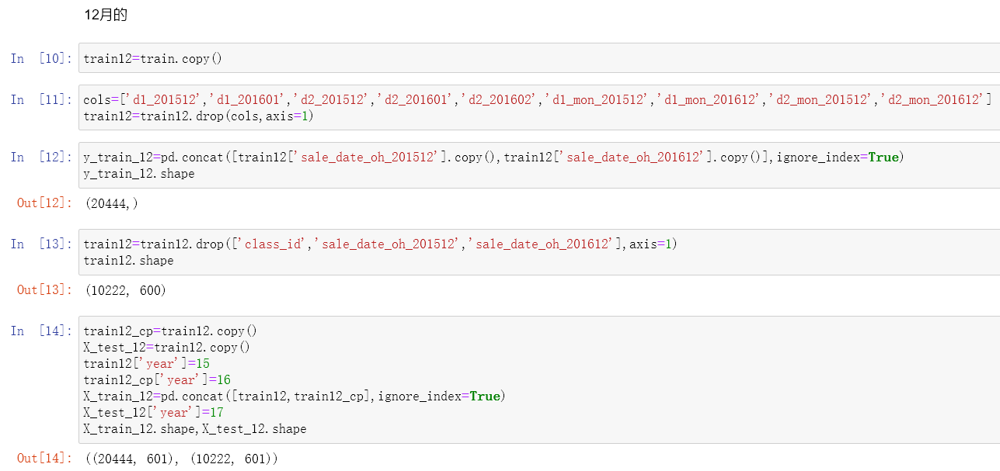 12月的
In [10]: train12=train.copy()
In [11]: cols=['d1_201512','d1_201601','d2_201512','d2_201601','d2_201602','d1_mon_201512','d1_mon_201612','d2_mon_201512','d2_mon_201612']
train12=train12.drop(cols,axis=1)
In [12]: y_train_12=pd.concat([train12['sale_date_oh_201512'].copy(),train12['sale_date_oh_201612'].copy()],ignore_index=True)
y_train_12.shape
Out[12]: (20444,)
In [13]: train12=train12.drop(['class_id','sale_date_oh_201512','sale_date_oh_201612'],axis=1)
train12.shape
Out[13]: (10222, 600)
In [14]: train12_cp=train12.copy()
X_test_12=train12.copy()
train12['year']=15
train12_cp['year']=16
X_train_12=pd.concat([train12,train12_cp],ignore_index=True)
X_test_12['year']=17
X_train_12.shape,X_test_12.shape
Out[14]: ((20444, 601), (10222, 601))